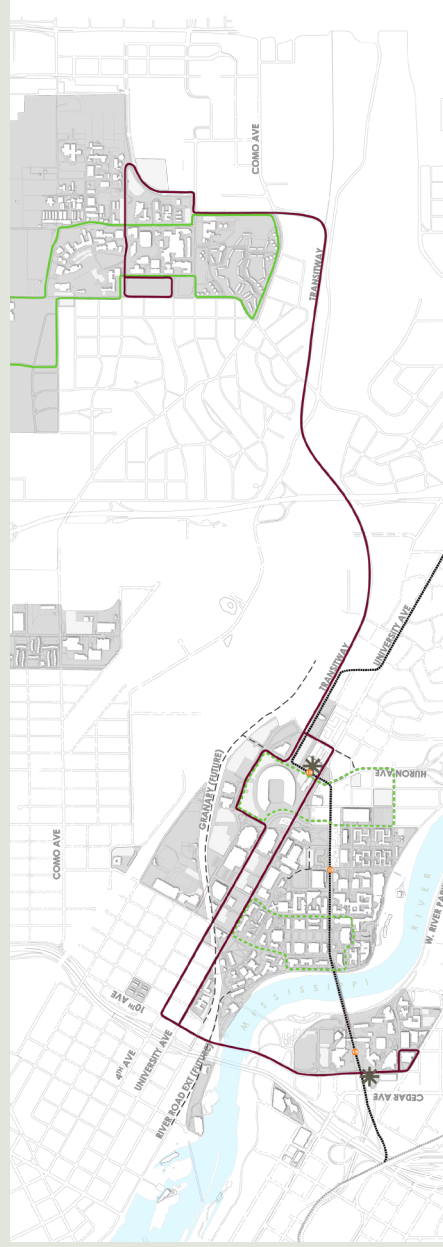 COMO AVE
TRANSITWAY
UNIVERSITY AVE
TRANSITWAY
HURON AVE
GRANARY (FUTURE)
COMO AVE
RIVER
W. RIVER
MISSISSIPPI
10TH AVE
4TH AVE
UNIVERSITY AVE
RIVER ROAD EXT (FUTURE)
CEDAR AVE